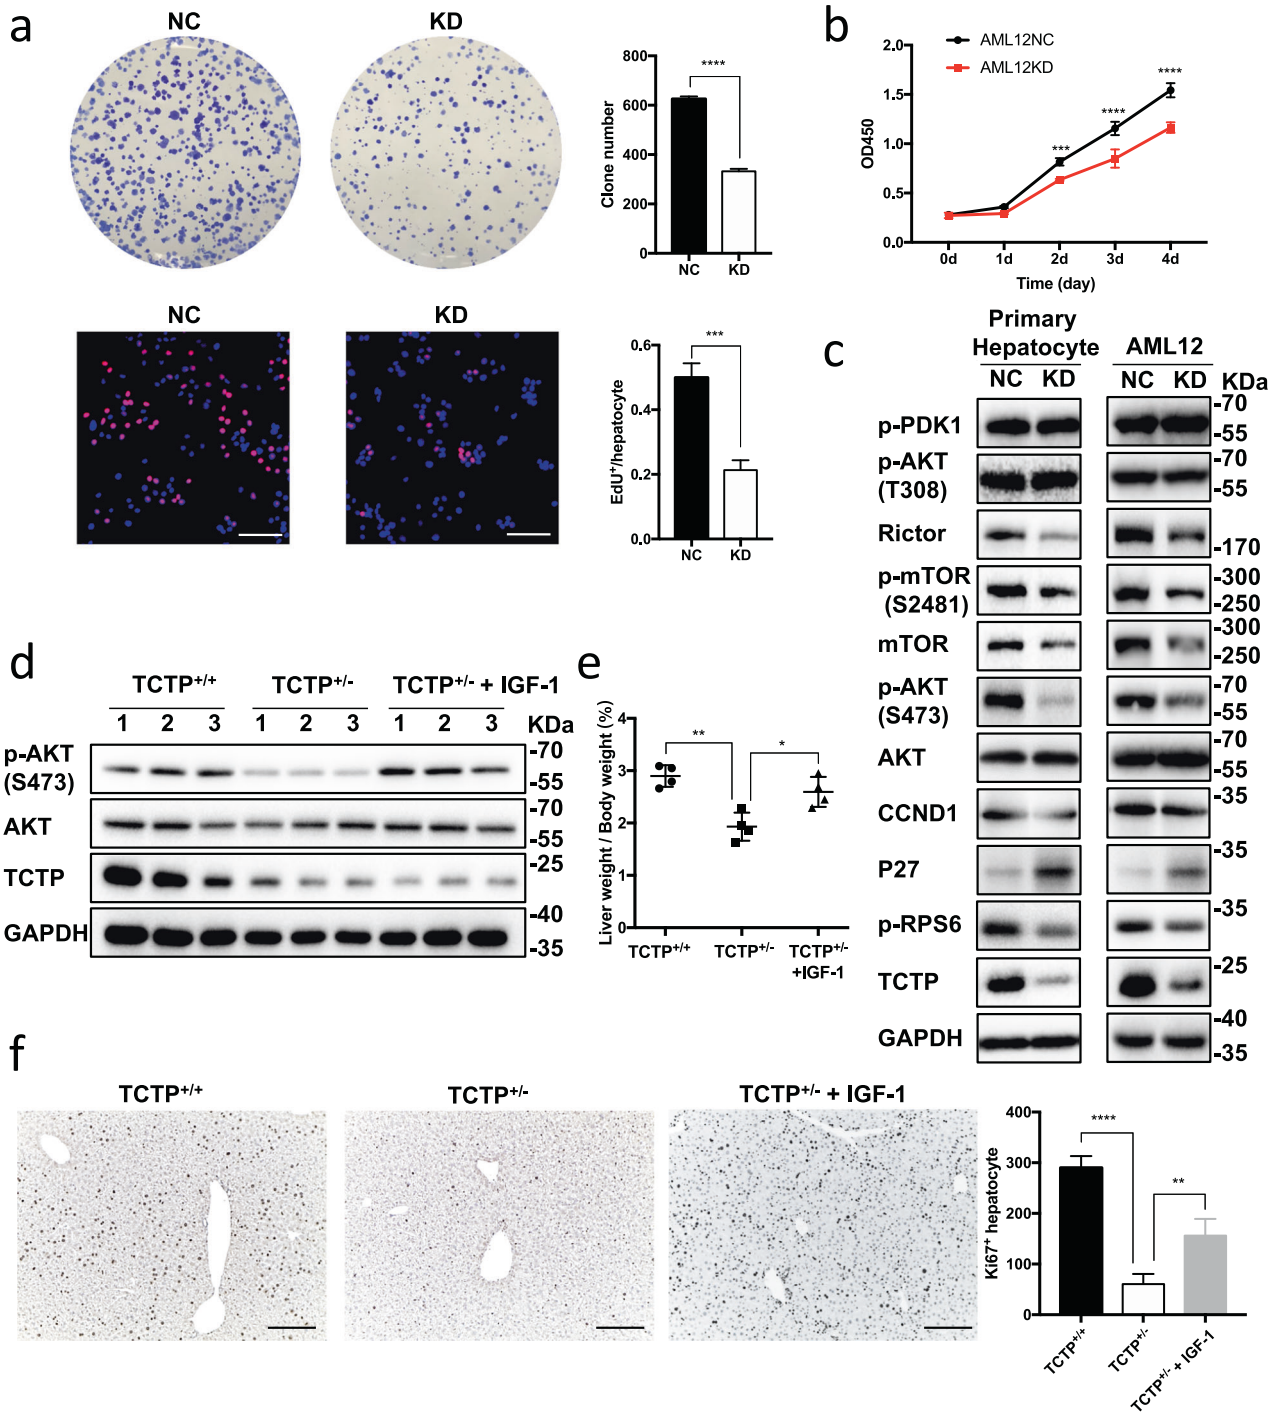 a
NC
KD
800
600
400
200
0
Clone number
****
NC
KD
NC
KD
0.6
0.4
0.2
0.0
EdU+/hepatocyte
***
NC
KD
b
AML12NC
AML12KD
2.0
1.5
1.0
0.5
0.0
OD450
***
****
****
0d
1d
2d
3d
4d
Time (day)
c
Primary
Hepatocyte
AML12
NC
KD
NC
KD
KDa
p-PDK1
-70
-55
p-AKT
(T308)
-70
-55
Rictor
-170
p-mTOR
(S2481)
-300
-250
mTOR
-300
-250
p-AKT
(S473)
-70
-55
AKT
-70
-55
CCND1
-35
P27
-35
p-RPS6
-35
TCTP
-25
GAPDH
-40
-35
d
TCTP+/+
TCTP+/-
TCTP+/- + IGF-1
1
2
3
1
2
3
1
2
3
KDa
p-AKT
(S473)
-70
-55
AKT
-70
-55
TCTP
-25
GAPDH
-40
-35
e
4
3
2
1
0
Liver weight / Body weight (%)
**
*
TCTP+/+
TCTP+/-
TCTP+/-
+IGF-1
f
TCTP+/+
TCTP+/-
TCTP+/- + IGF-1
400
300
200
100
0
Ki67+ hepatocyte
****
**
TCTP+/+
TCTP+/-
TCTP+/- + IGF-1